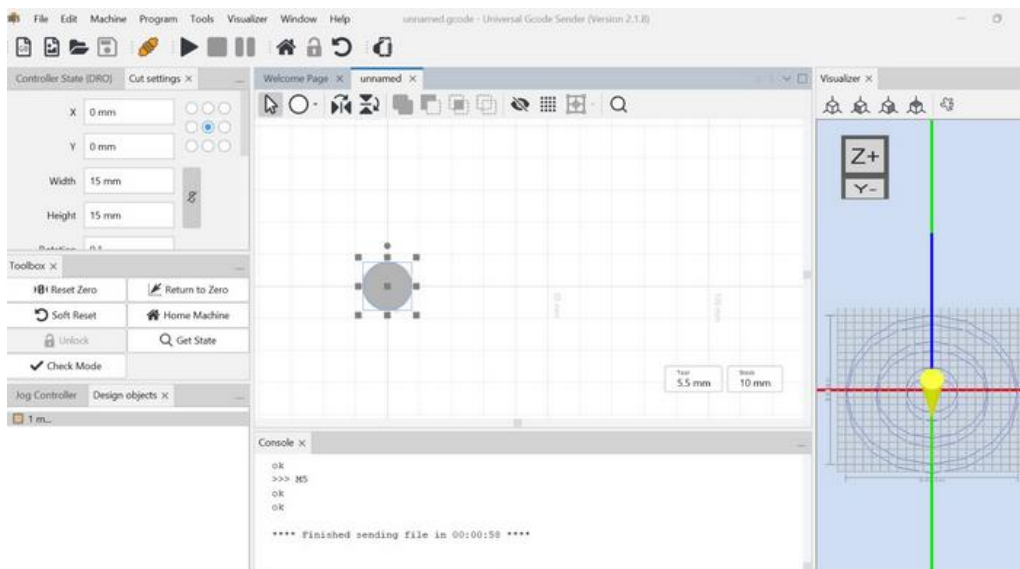 File Edit Machine Program Tools Visualizer Window Help unnamed.gcode - Universal Gcode Sender (Version 2.1.8)
Controller State (DRO) Cut settings ×
X 0 mm
Y 0 mm
Width 15 mm
Height 15 mm
Toolbox ×
Reset Zero Return to Zero
Soft Reset Home Machine
Unlock Get State
Check Mode
Jog Controller Design objects ×
1 m...
Welcome Page × unnamed ×
Tool
5.5 mm
Stock
10 mm
Console ×
ok
>>> M5
ok
ok
**** Finished sending file in 00:00:58 ****
Visualizer ×
Z+
Y-